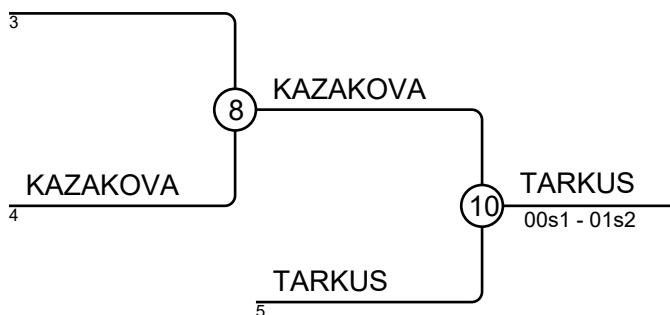 3
KAZAKOVA
8
KAZAKOVA
4
TARKUS
10
00s1 - 01s2
TARKUS
5